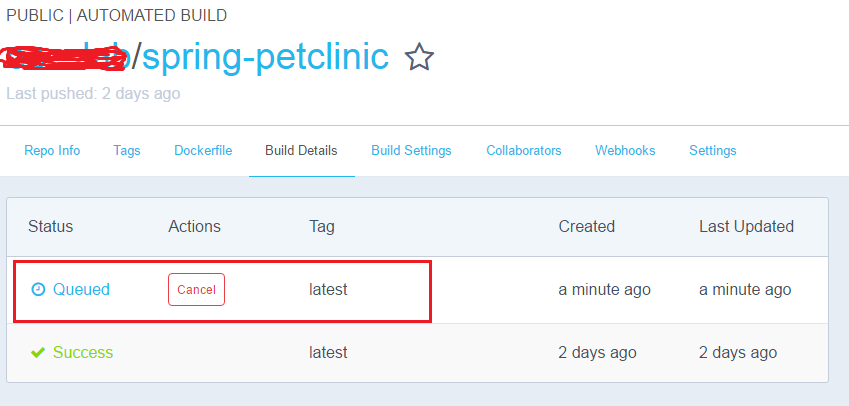 PUBLIC | AUTOMATED BUILD
/spring-petclinic
Last pushed: 2 days ago
Repo Info Tags Dockerfile Build Details Build Settings Collaborators Webhooks Settings
Status Actions Tag Created Last Updated
Queued Cancel latest a minute ago a minute ago
Success latest 2 days ago 2 days ago